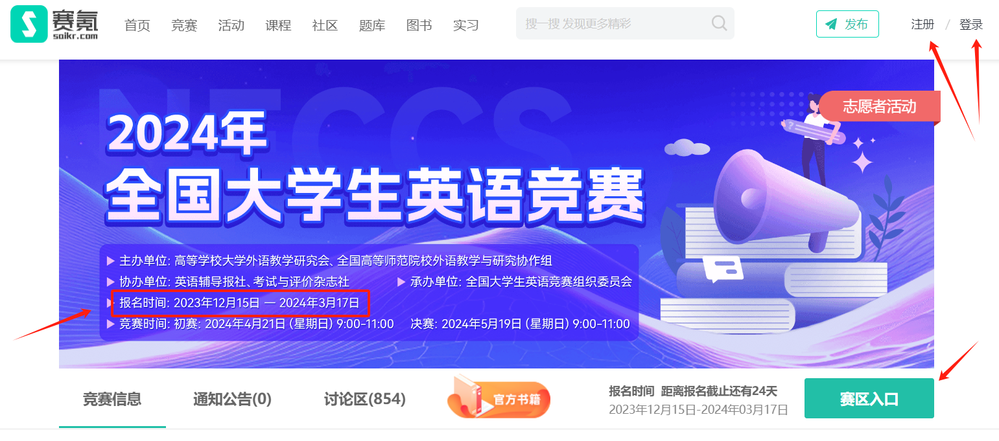 赛氪
saikr.com
首页 竞赛 活动 课程 社区 题库 图书 实习
搜一搜 发现更多精彩
发布
注册 / 登录
NECCS
志愿者活动
2024年
全国大学生英语竞赛
主办单位: 高等学校大学外语教学研究会、全国高等师范院校外语教学与研究协作组
协办单位: 英语辅导报社、考试与评价杂志社 承办单位: 全国大学生英语竞赛组织委员会
报名时间: 2023年12月15日 — 2024年3月17日
竞赛时间: 初赛: 2024年4月21日 (星期日) 9:00-11:00 决赛: 2024年5月19日 (星期日) 9:00-11:00
竞赛信息 通知公告(0) 讨论区(854) 官方书籍
报名时间 距离报名截止还有24天
2023年12月15日-2024年03月17日
赛区入口